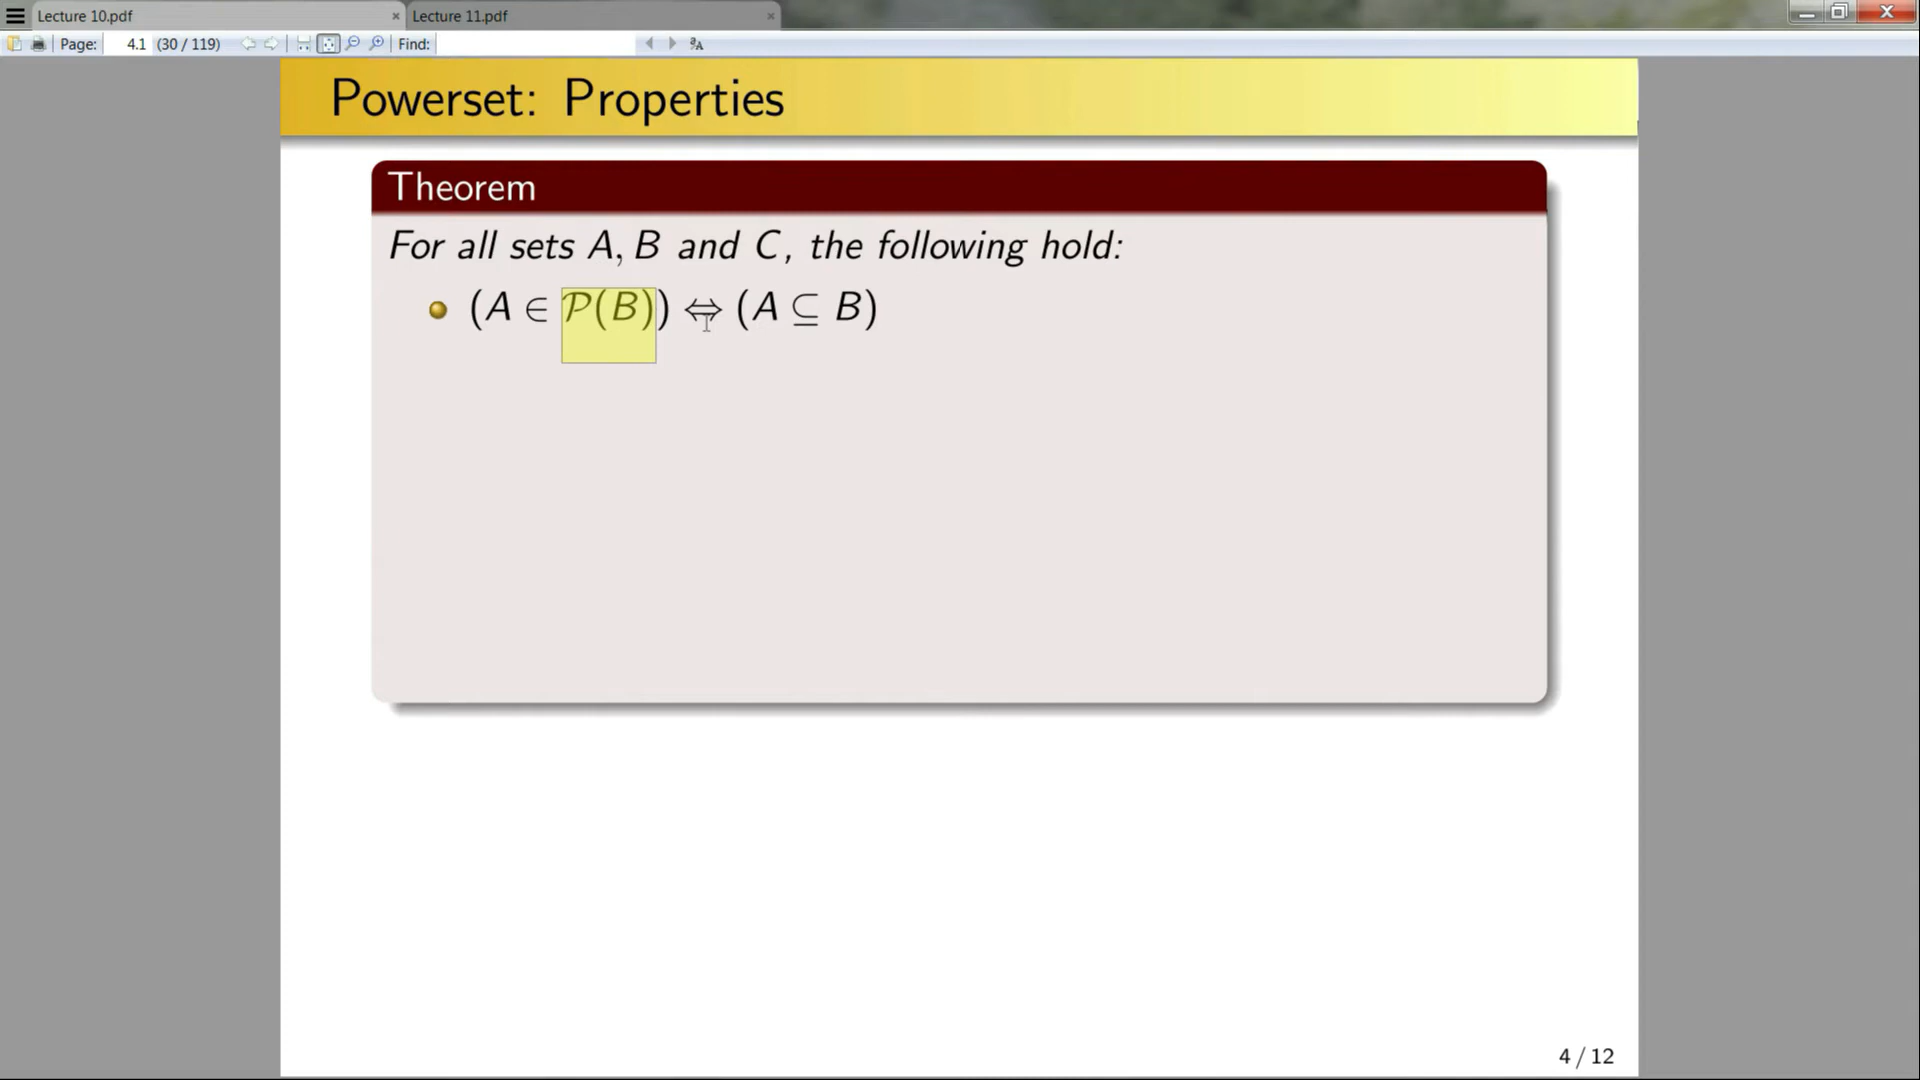 Lecture 10.pdf × Lecture 11.pdf ×
Page: 4.1 (30 / 119) Find:
Powerset: Properties
Theorem
For all sets A, B and C, the following hold:
(A ∈ 𝒫(B)) ⇔ (A ⊆ B)
4 / 12